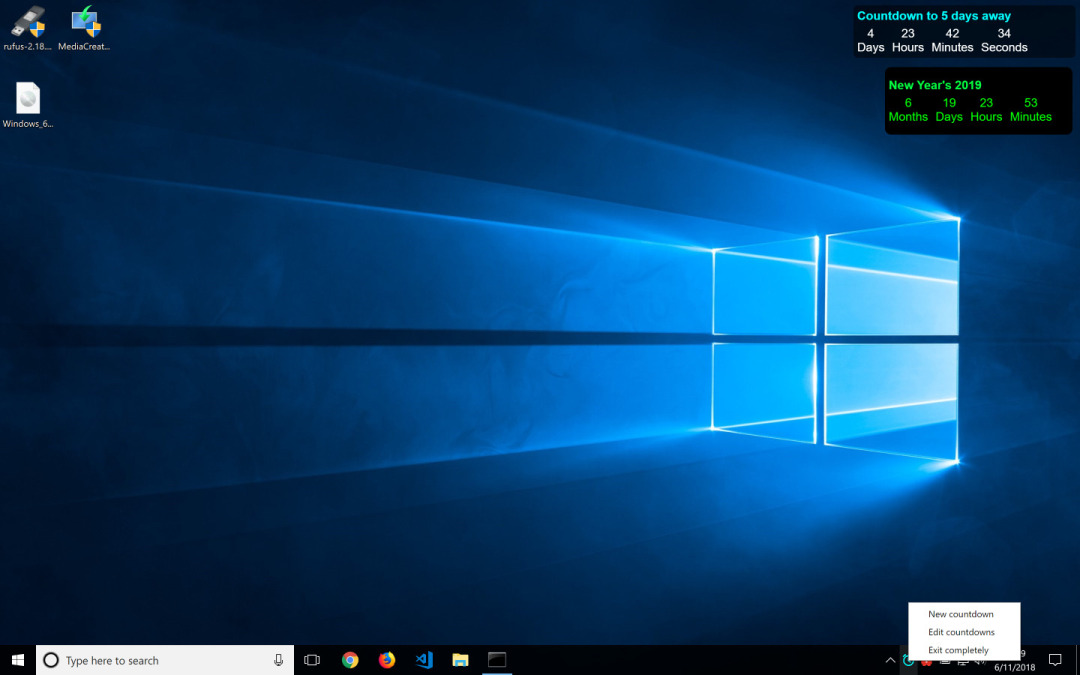 rufus-2.18....
MediaCreat...
Windows_6...
Countdown to 5 days away
4 23 42 34
Days Hours Minutes Seconds
New Year's 2019
6 19 23 53
Months Days Hours Minutes
New countdown
Edit countdowns
Exit completely
Type here to search
6/11/2018